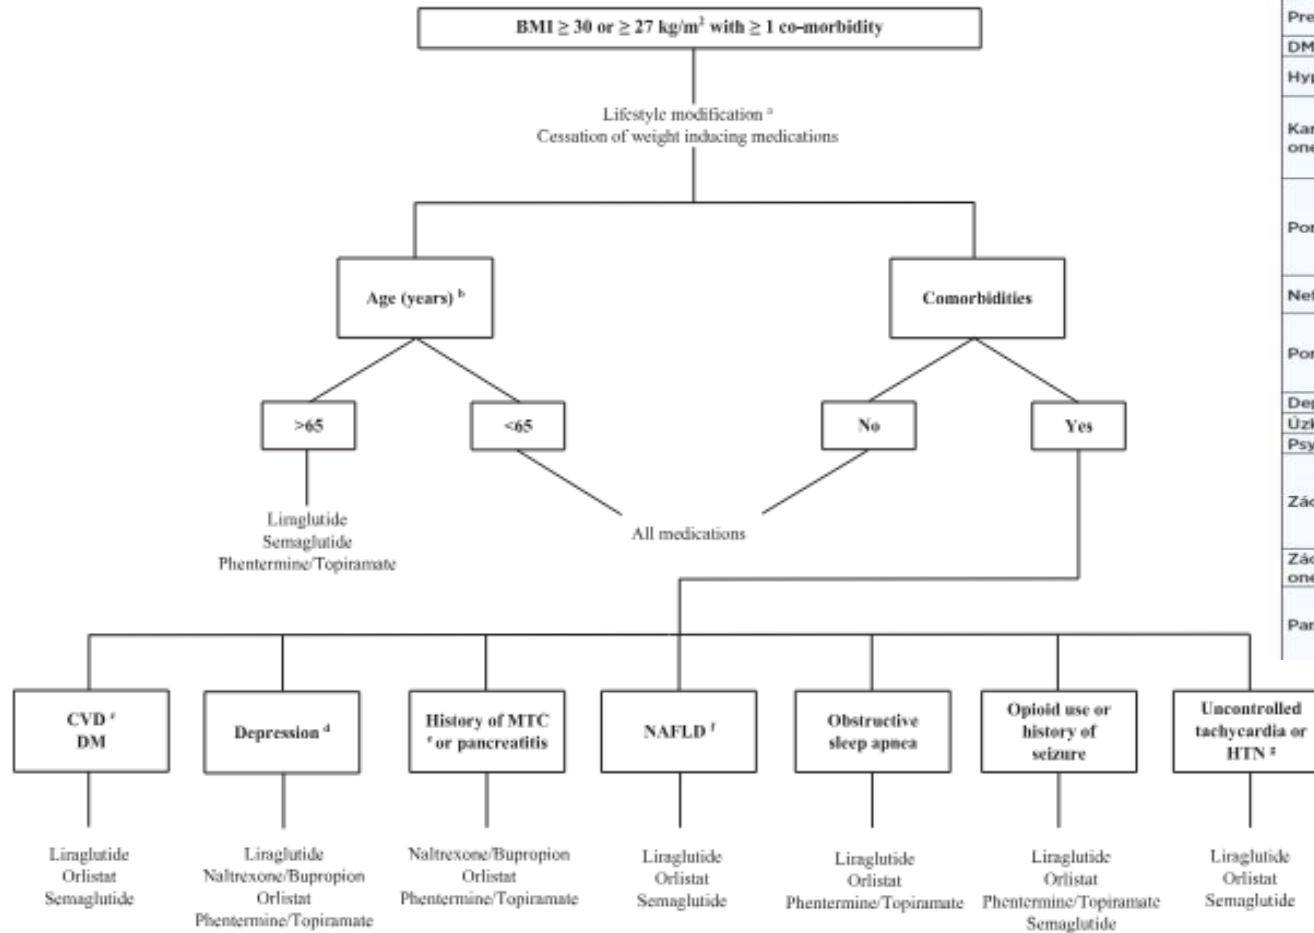 BMI ≥ 30 or ≥ 27 kg/m² with ≥ 1 co-morbidity
Lifestyle modification ᵃ
Cessation of weight inducing medications
Age (years) ᵇ
Comorbidities
>65
<65
No
Yes
Liraglutide
Semaglutide
Phentermine/Topiramate
All medications
CVD ᶜ
DM
Depression ᵈ
History of MTC
ᵉ or pancreatitis
NAFLD ᶠ
Obstructive
sleep apnea
Opioid use or
history of
seizure
Uncontrolled
tachycardia or
HTN ᵍ
Liraglutide
Orlistat
Semaglutide
Liraglutide
Naltrexone/Bupropion
Orlistat
Phentermine/Topiramate
Naltrexone/Bupropion
Orlistat
Phentermine/Topiramate
Liraglutide
Orlistat
Semaglutide
Liraglutide
Orlistat
Phentermine/Topiramate
Liraglutide
Orlistat
Phentermine/Topiramate
Semaglutide
Liraglutide
Orlistat
Semaglutide
Pre
DM
Hyp
Kar
one
Por
Nef
Por
Dep
Úzk
Psy
Zác
Zác
one
Par